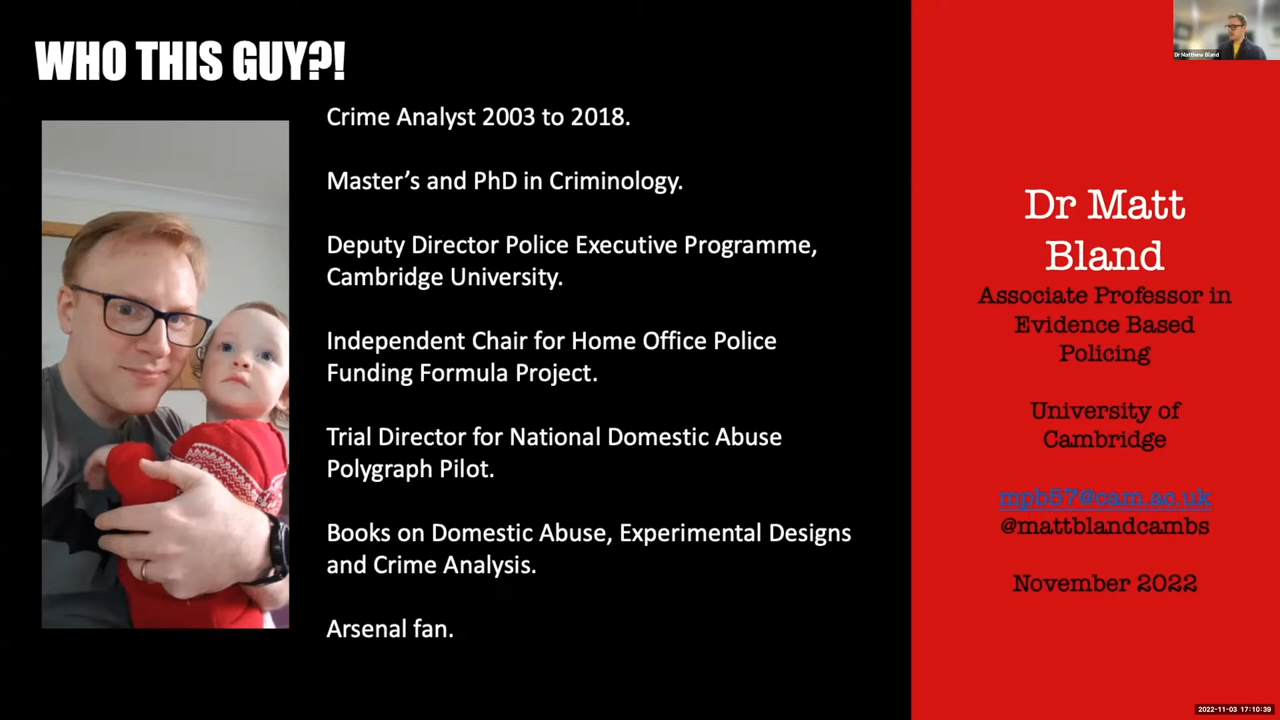 WHO THIS GUY?!
Crime Analyst 2003 to 2018.
Master's and PhD in Criminology.
Deputy Director Police Executive Programme,
Cambridge University.
Independent Chair for Home Office Police
Funding Formula Project.
Trial Director for National Domestic Abuse
Polygraph Pilot.
Books on Domestic Abuse, Experimental Designs
and Crime Analysis.
Arsenal fan.
Dr Matthew Bland
Dr Matt
Bland
Associate Professor in
Evidence Based
Policing
University of
Cambridge
mpb57@cam.ac.uk
@mattblandcambs
November 2022
2022-11-03 17:10:39